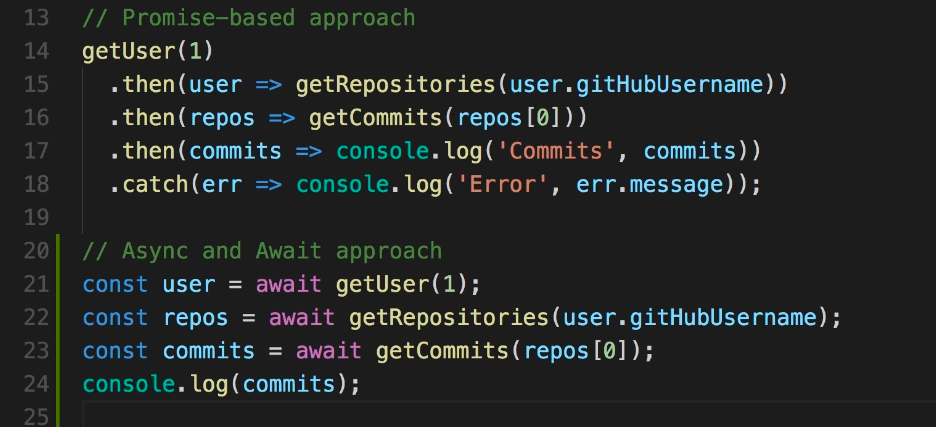 13 // Promise-based approach
14 getUser(1)
15   .then(user => getRepositories(user.gitHubUsername))
16   .then(repos => getCommits(repos[0]))
17   .then(commits => console.log('Commits', commits))
18   .catch(err => console.log('Error', err.message));
19
20 // Async and Await approach
21 const user = await getUser(1);
22 const repos = await getRepositories(user.gitHubUsername);
23 const commits = await getCommits(repos[0]);
24 console.log(commits);
25